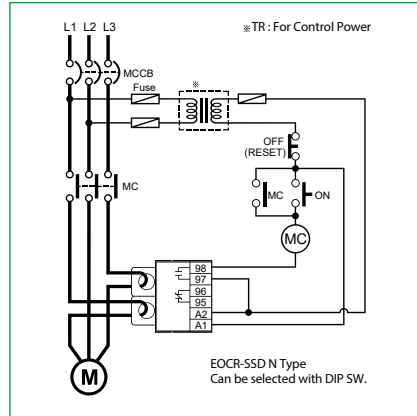 L1 L2 L3
※TR : For Control Power
MCCB
※
Fuse
OFF
(RESET)
MC
MC
ON
MC
98
97
96
95
A2
A1
EOCR-SSD N Type
Can be selected with DIP SW.
M